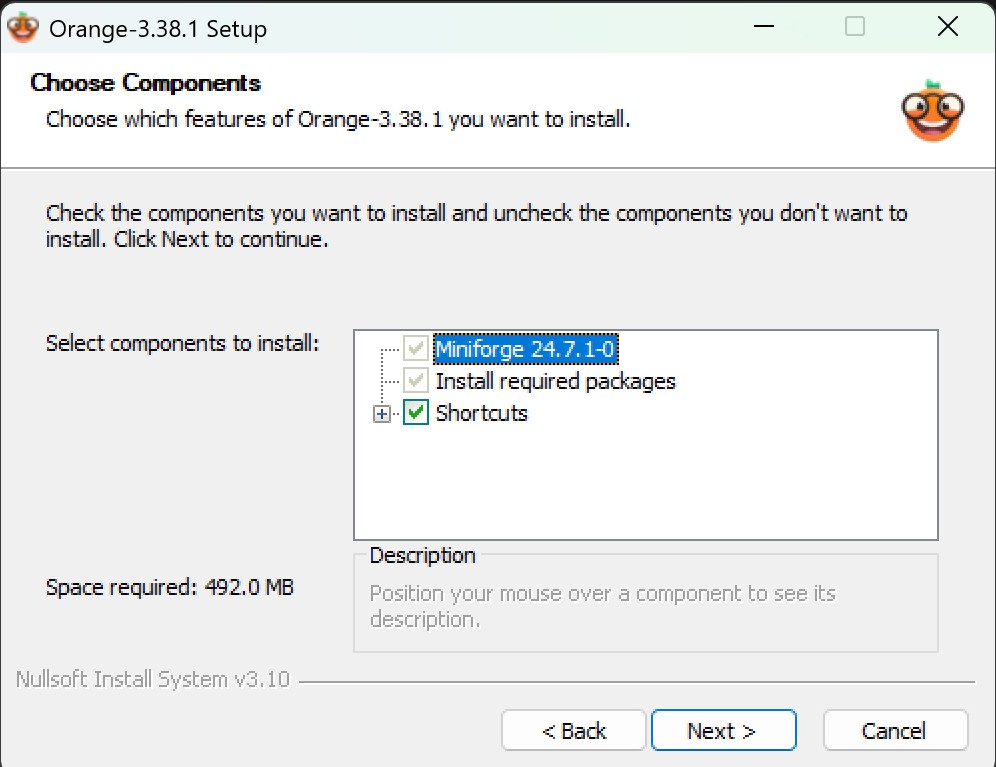 Orange-3.38.1 Setup
Choose Components
Choose which features of Orange-3.38.1 you want to install.
Check the components you want to install and uncheck the components you don't want to
install. Click Next to continue.
Select components to install:
Miniforge 24.7.1-0
Install required packages
Shortcuts
Space required: 492.0 MB
Description
Position your mouse over a component to see its
description.
Nullsoft Install System v3.10
< Back
Next >
Cancel